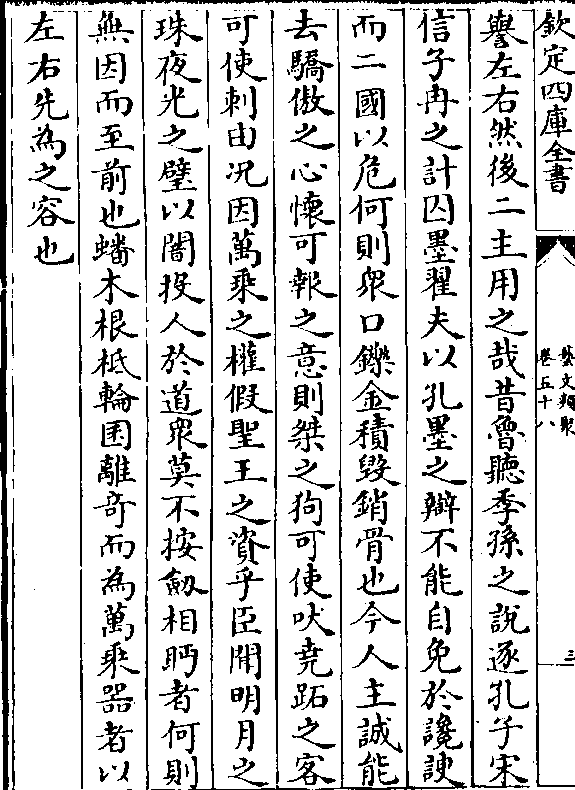 欽定四庫全書
藝文類聚
卷五十八
三
譽左右然後二主用之哉昔魯聽季孫之說逐孔子宋
信子冉之計囚墨翟夫以孔墨之辯不能自免於讒諛
而二國以危何則衆口鑠金積毀銷骨也今人主誠能
去驕傲之心懷可報之意則桀之狗可使吠堯跖之客
可使刺由况因萬乘之權假聖王之資乎臣聞明月之
珠夜光之璧以闇投人於道衆莫不按劒相眄者何則
無因而至前也蟠木根柢輪囷離奇而為萬乘器者以
左右先為之容也